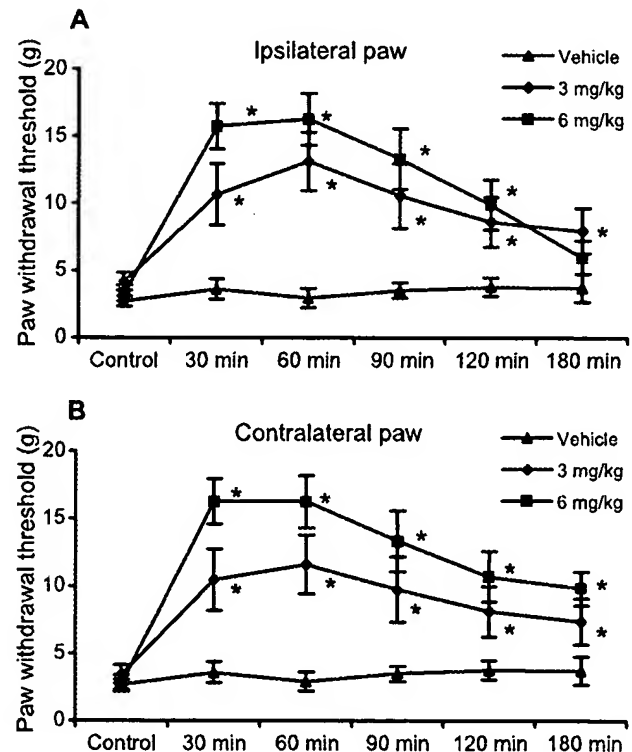 A
Ipsilateral paw
Vehicle
3 mg/kg
6 mg/kg
Paw withdrawal threshold (g)
20
15
10
5
0
* * * * * * * * *
Control 30 min 60 min 90 min 120 min 180 min
B
Contralateral paw
Vehicle
3 mg/kg
6 mg/kg
Paw withdrawal threshold (g)
20
15
10
5
0
* * * * * * * * * *
Control 30 min 60 min 90 min 120 min 180 min